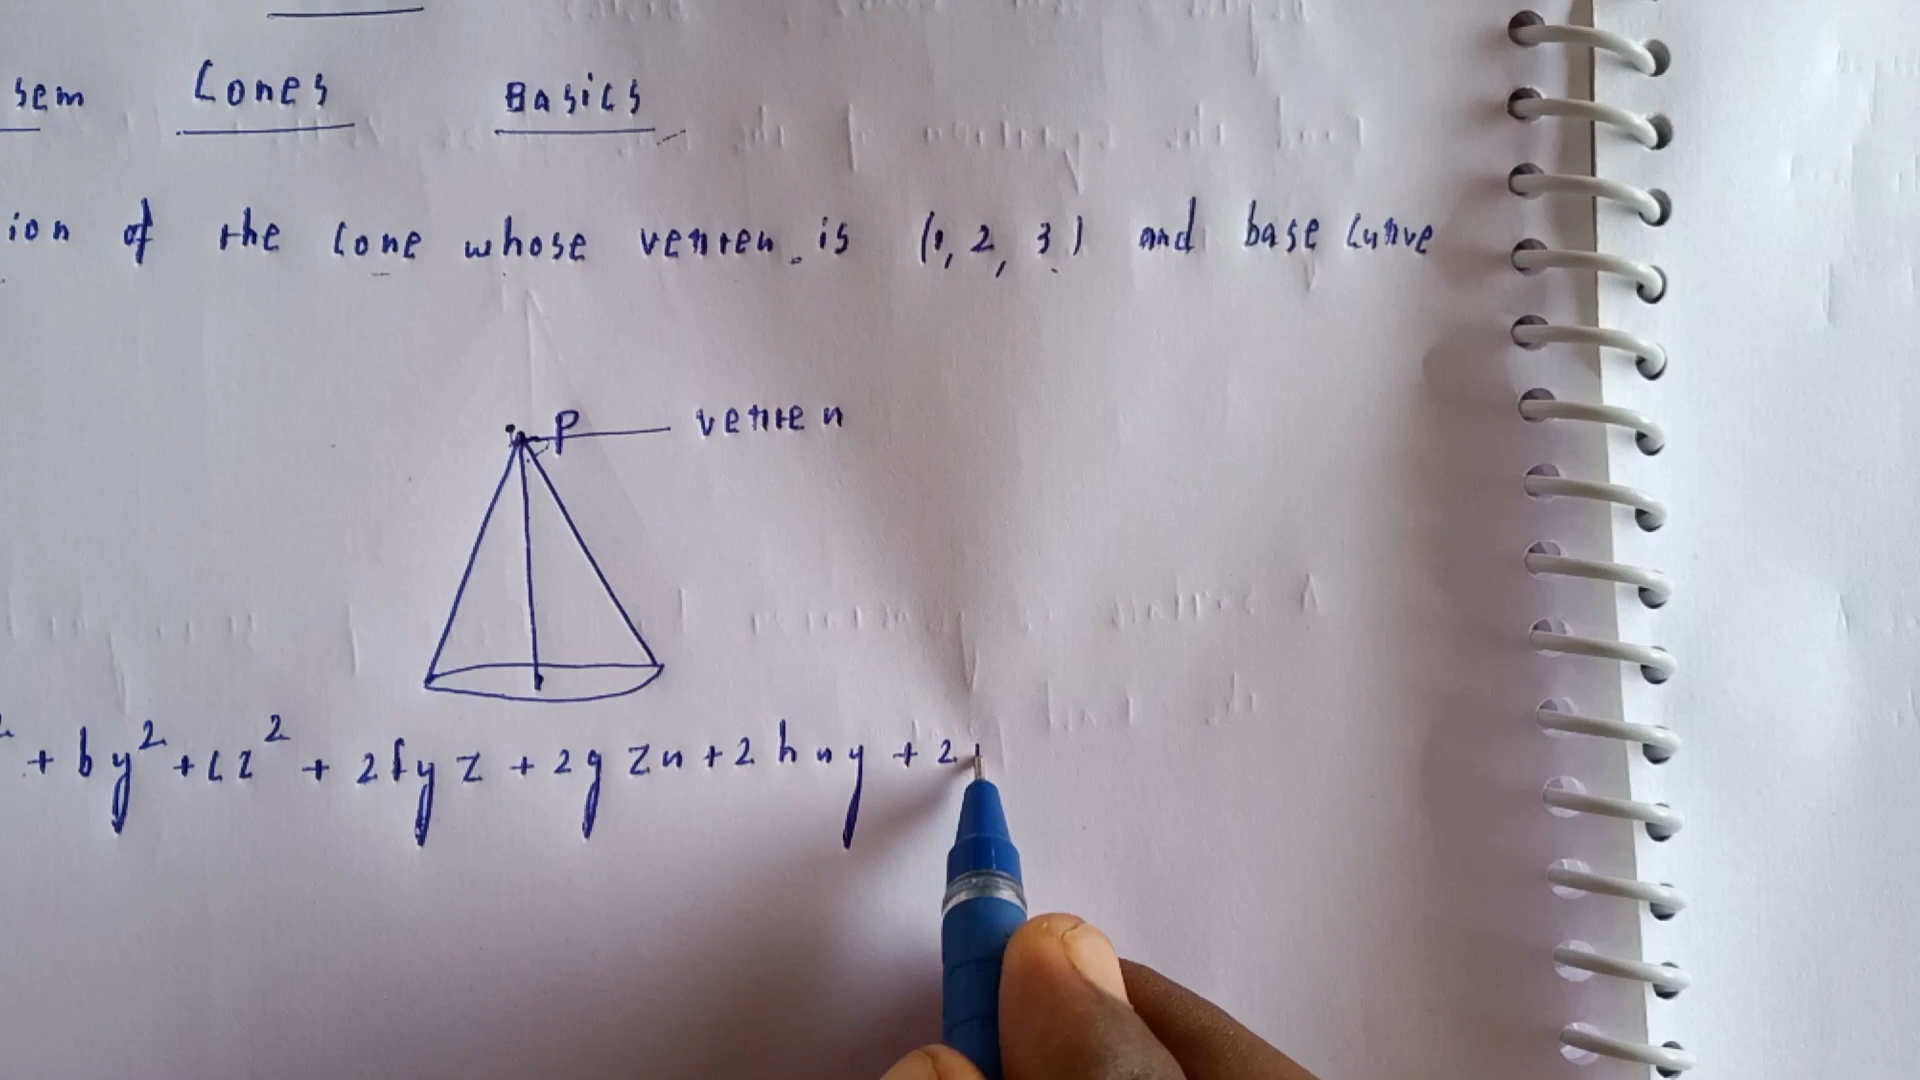 sem Cones Basics
ion of the cone whose vertex is (1, 2, 3) and base curve
P vertex
+ by² + cz² + 2fyz + 2gzx + 2hxy + 2